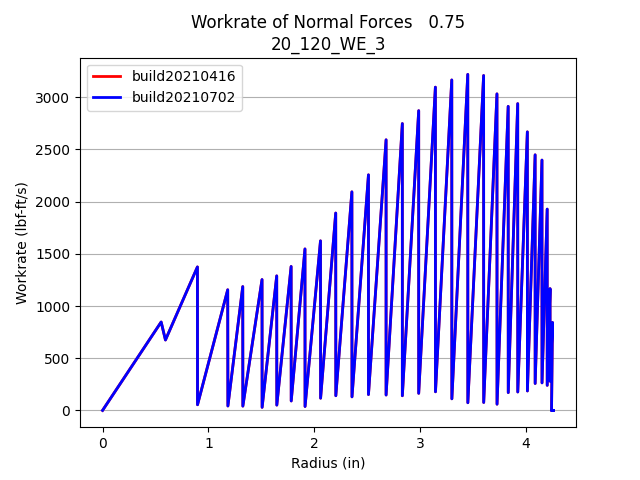 Workrate of Normal Forces   0.75
20_120_WE_3
build20210416
build20210702
Workrate (lbf-ft/s)
3000
2500
2000
1500
1000
500
0
0 1 2 3 4
Radius (in)